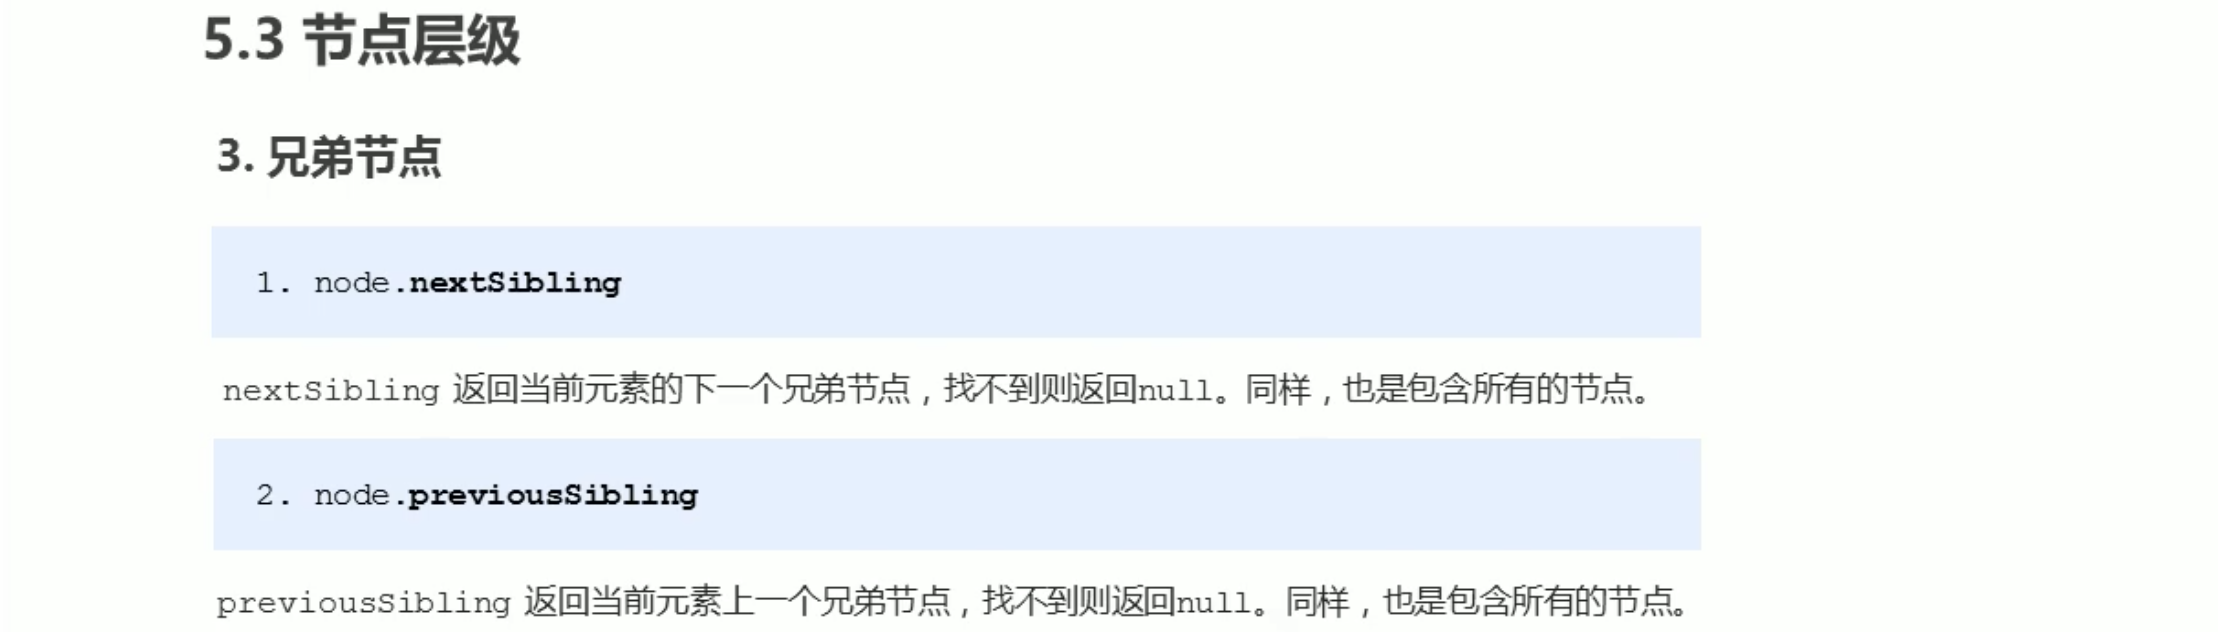 5.3 节点层级
3. 兄弟节点
1. node.nextSibling
nextSibling 返回当前元素的下一个兄弟节点，找不到则返回null。同样，也是包含所有的节点。
2. node.previousSibling
previousSibling 返回当前元素上一个兄弟节点，找不到则返回null。同样，也是包含所有的节点。